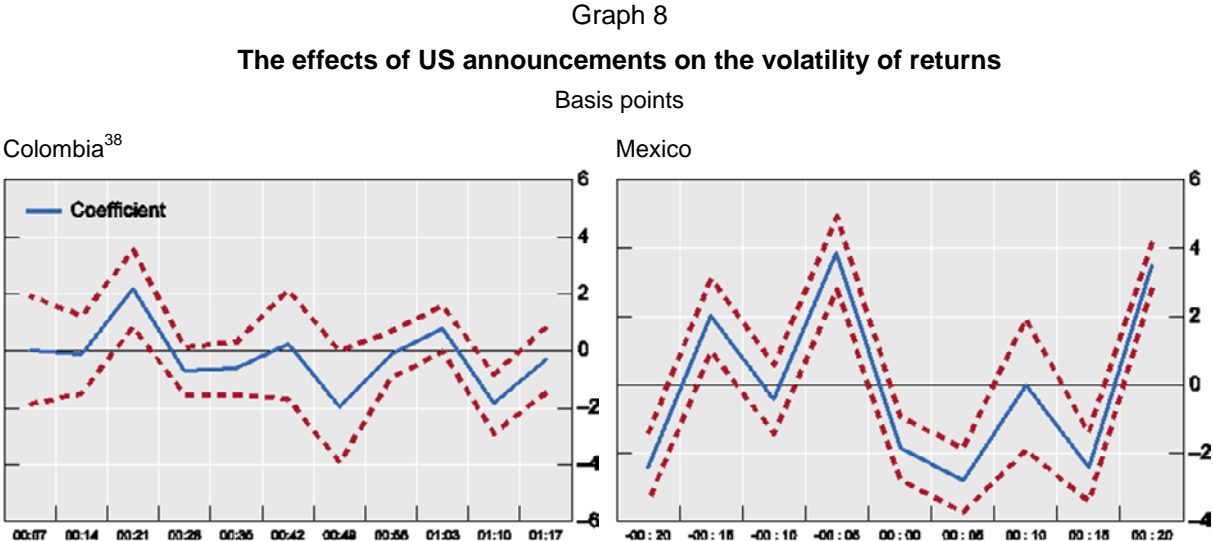 Graph 8
The effects of US announcements on the volatility of returns
Basis points
Colombia38
Mexico
Coefficient
6
4
2
0
–2
–4
–6
00:07 00:14 00:21 00:28 00:35 00:42 00:49 00:56 01:03 01:10 01:17
6
4
2
0
–2
–4
-00 : 20 -00 : 15 -00 : 10 -00 : 05 00 : 00 00 : 05 00 : 10 00 : 15 00 : 20